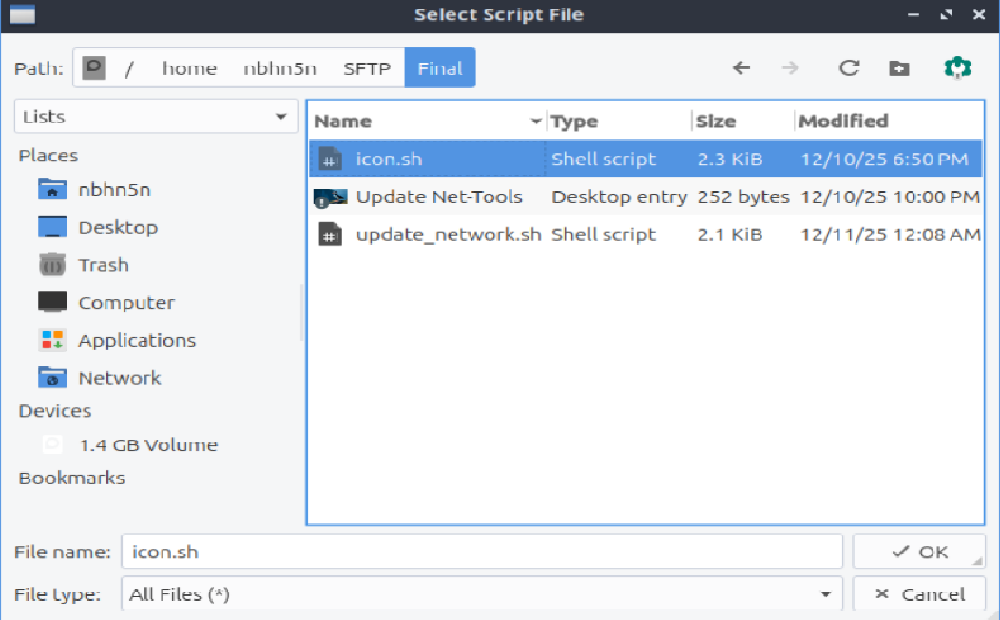 Select Script File
Path: / home nbhn5n SFTP Final
Lists
Places
nbhn5n
Desktop
Trash
Computer
Applications
Network
Devices
1.4 GB Volume
Bookmarks
Name Type Size Modified
icon.sh Shell script 2.3 KiB 12/10/25 6:50 PM
Update Net-Tools Desktop entry 252 bytes 12/10/25 10:00 PM
update_network.sh Shell script 2.1 KiB 12/11/25 12:08 AM
File name: icon.sh OK
File type: All Files (*) Cancel